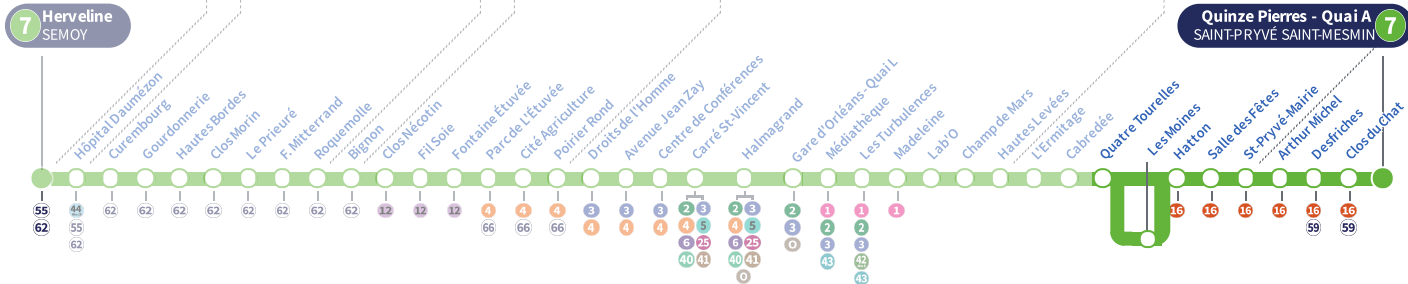 7
Herveline
SEMOY
Quinze Pierres - Quai A
SAINT-PRYVÉ SAINT-MESMIN
7
Hôpital Daumézon
Curembourg
Gourdonnerie
Hautes Bordes
Clos Morin
Le Prieuré
F. Mitterrand
Roquemolle
Bignon
Clos Nécotin
Fil Soie
Fontaine Étuvée
Parc de L'Étuvée
Cité Agriculture
Poirier Rond
Droits de l'Homme
Avenue Jean Zay
Centre de Conférences
Carré St-Vincent
Halmagrand
Gare d'Orléans - Quai L
Médiathèque
Les Turbulences
Madeleine
Lab'O
Champ de Mars
Hautes Levées
L'Ermitage
Cabredée
Quatre Tourelles
Les Moines
Hatton
Salle des Fêtes
St-Pryvé-Mairie
Arthur Michel
Desfriches
Clos du Chat
55 44 62 62 62 62 62 62 62 62 12 12 12 4 4 4 3 3 3 2 3 2 3 2 1 1 1 16 16 16 16 16 16
62 55 66 66 66 4 4 4 4 5 4 5 3 2 2 59 59
62 6 25 6 25 O 3 3
40 41 40 41 43 42
O 43